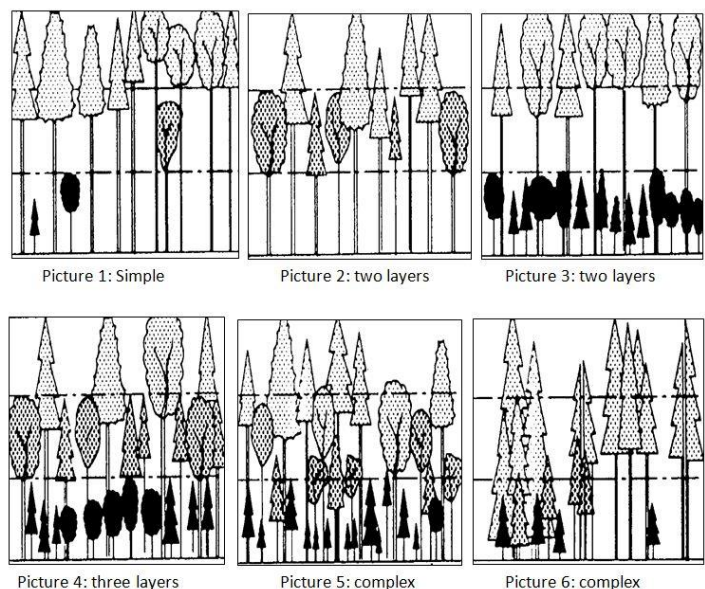 Picture 1: Simple
Picture 2: two layers
Picture 3: two layers
Picture 4: three layers
Picture 5: complex
Picture 6: complex